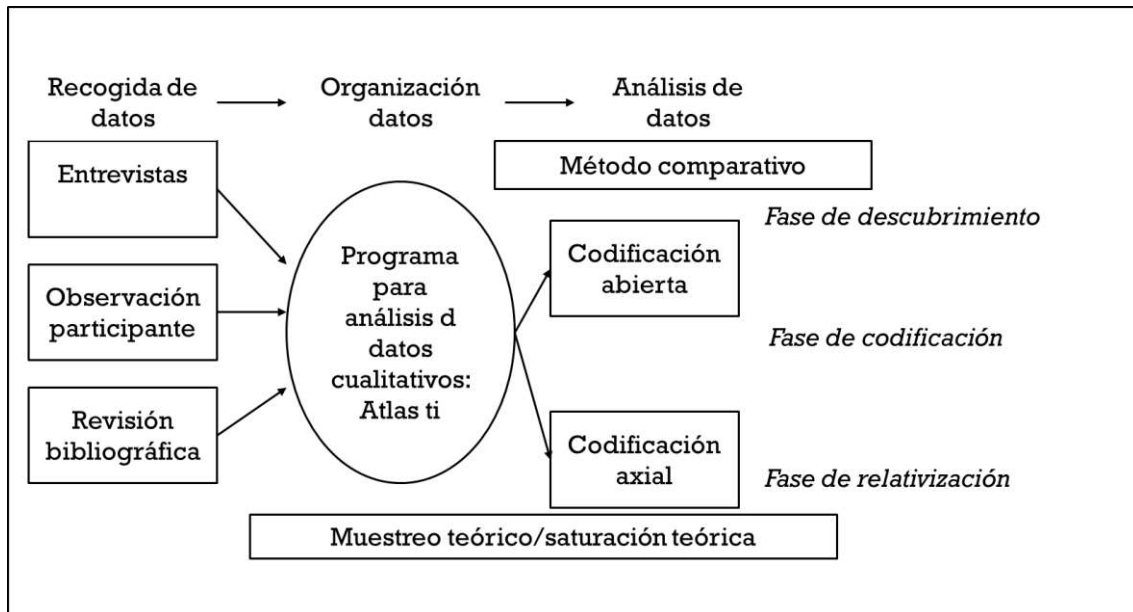 Recogida de
datos
Organización
datos
Análisis de
datos
Entrevistas
Observación
participante
Revisión
bibliográfica
Programa
para
análisis d
datos
cualitativos:
Atlas ti
Método comparativo
Codificación
abierta
Codificación
axial
Fase de descubrimiento
Fase de codificación
Fase de relativización
Muestreo teórico/saturación teórica